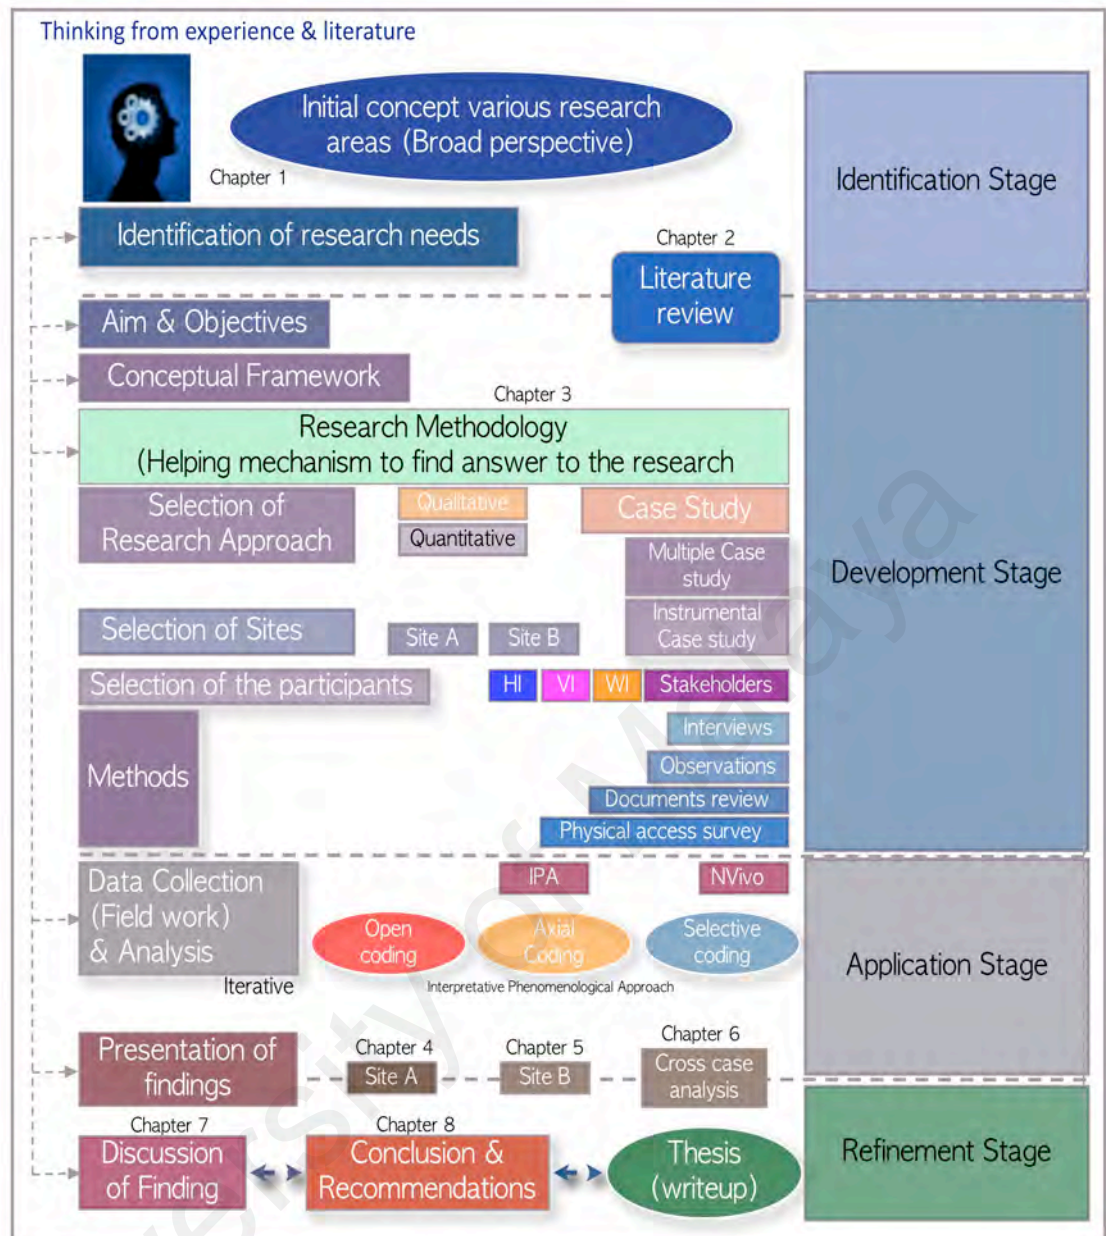 Thinking from experience & literature
Initial concept various research
areas (Broad perspective)
Chapter 1
Identification Stage
Identification of research needs
Chapter 2
Literature
review
Aim & Objectives
Conceptual Framework
Chapter 3
Research Methodology
(Helping mechanism to find answer to the research
Selection of
Research Approach
Qualitative
Quantitative
Case Study
Multiple Case
study
Instrumental
Case study
Development Stage
Selection of Sites
Site A
Site B
Selection of the participants
HI
VI
WI
Stakeholders
Methods
Interviews
Observations
Documents review
Physical access survey
Data Collection
(Field work)
& Analysis
Iterative
IPA
NVivo
Open
coding
Axial
Coding
Selective
coding
Interpretative Phenomenological Approach
Application Stage
Presentation of
findings
Chapter 4
Site A
Chapter 5
Site B
Chapter 6
Cross case
analysis
Chapter 7
Discussion
of Finding
Chapter 8
Conclusion &
Recommendations
Thesis
(writeup)
Refinement Stage
versity of Malaya